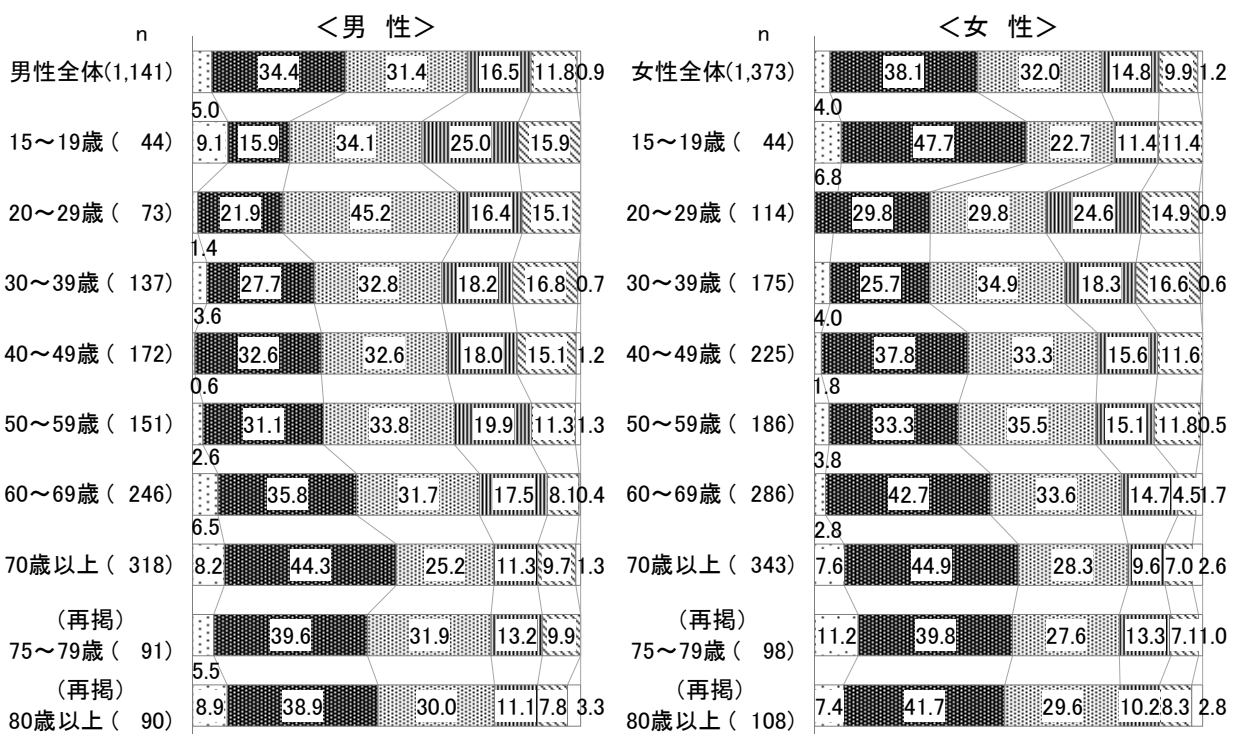 ＜男　性＞
n
男性全体(1,141) 34.4 31.4 16.5 11.8 0.9
5.0
15～19歳 (　44) 9.1 15.9 34.1 25.0 15.9
20～29歳 (　73) 21.9 45.2 16.4 15.1
1.4
30～39歳 ( 137) 27.7 32.8 18.2 16.8 0.7
3.6
40～49歳 ( 172) 32.6 32.6 18.0 15.1 1.2
0.6
50～59歳 ( 151) 31.1 33.8 19.9 11.3 1.3
2.6
60～69歳 ( 246) 35.8 31.7 17.5 8.1 0.4
6.5
70歳以上 ( 318) 8.2 44.3 25.2 11.3 9.7 1.3
(再掲)
75～79歳 (　91) 39.6 31.9 13.2 9.9
5.5
(再掲)
80歳以上 (　90) 8.9 38.9 30.0 11.1 7.8 3.3
＜女　性＞
n
女性全体(1,373) 38.1 32.0 14.8 9.9 1.2
4.0
15～19歳 (　44) 47.7 22.7 11.4 11.4
6.8
20～29歳 ( 114) 29.8 29.8 24.6 14.9 0.9
30～39歳 ( 175) 25.7 34.9 18.3 16.6 0.6
4.0
40～49歳 ( 225) 37.8 33.3 15.6 11.6
1.8
50～59歳 ( 186) 33.3 35.5 15.1 11.8 0.5
3.8
60～69歳 ( 286) 42.7 33.6 14.7 4.5 1.7
2.8
70歳以上 ( 343) 7.6 44.9 28.3 9.6 7.0 2.6
(再掲)
75～79歳 (　98) 11.2 39.8 27.6 13.3 7.1 1.0
(再掲)
80歳以上 ( 108) 7.4 41.7 29.6 10.2 8.3 2.8